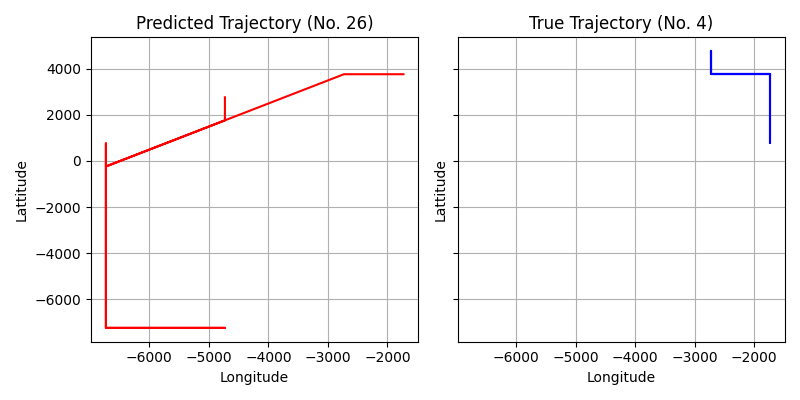 Predicted Trajectory (No. 26)
True Trajectory (No. 4)
Lattitude
4000
2000
0
−2000
−4000
−6000
−6000 −5000 −4000 −3000 −2000
Longitude
Lattitude
−6000 −5000 −4000 −3000 −2000
Longitude